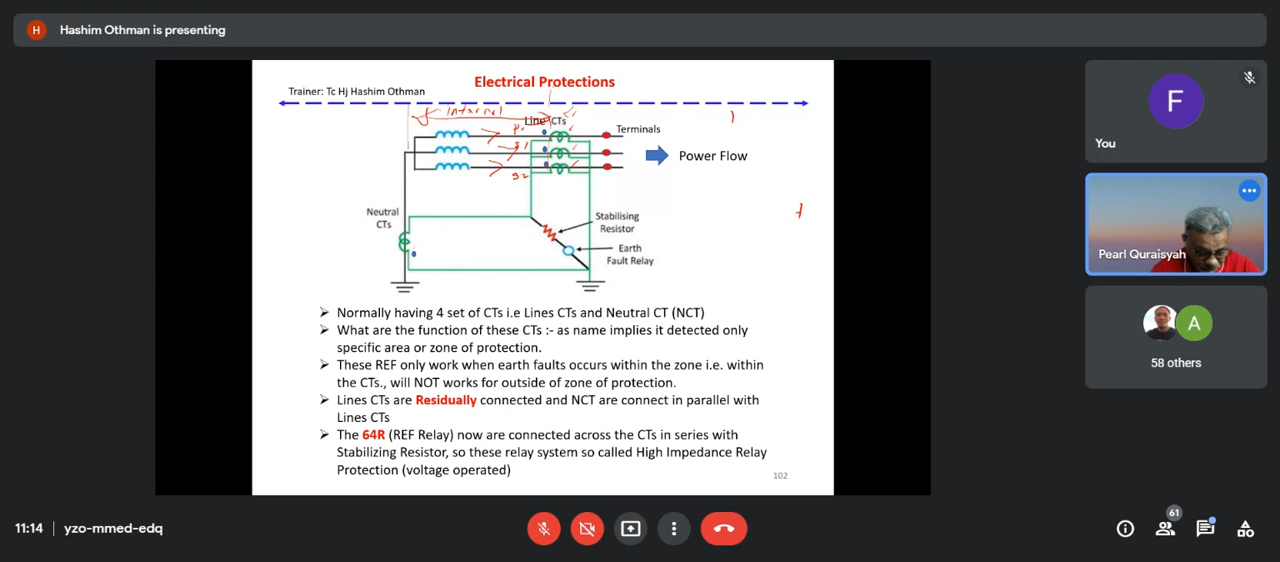 H
Hashim Othman is presenting
Electrical Protections
Trainer: Tc Hj Hashim Othman
Internal
Line CTs
P1
S1
S2
Terminals
Power Flow
Neutral
CTs
Stabilising
Resistor
Earth
Fault Relay
➤ Normally having 4 set of CTs i.e Lines CTs and Neutral CT (NCT)
➤ What are the function of these CTs :- as name implies it detected only
specific area or zone of protection.
➤ These REF only work when earth faults occurs within the zone i.e. within
the CTs., will NOT works for outside of zone of protection.
➤ Lines CTs are Residually connected and NCT are connect in parallel with
Lines CTs
➤ The 64R (REF Relay) now are connected across the CTs in series with
Stabilizing Resistor, so these relay system so called High Impedance Relay
Protection (voltage operated)
102
F
You
Pearl Quraisyah
A
58 others
11:14 | yzo-mmed-edq
61